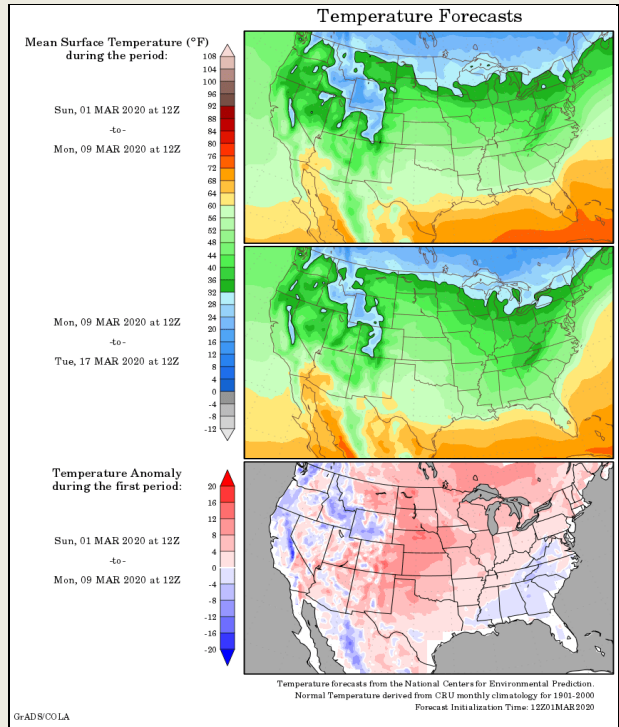 Temperature Forecasts
Mean Surface Temperature (°F)
during the period:
Sun, 01 MAR 2020 at 12Z
-to-
Mon, 09 MAR 2020 at 12Z
108
104
100
96
92
88
84
80
76
72
68
64
60
56
52
48
44
40
36
32
28
24
20
16
12
8
4
0
-4
-8
-12
Mon, 09 MAR 2020 at 12Z
-to-
Tue, 17 MAR 2020 at 12Z
Temperature Anomaly
during the first period:
Sun, 01 MAR 2020 at 12Z
-to-
Mon, 09 MAR 2020 at 12Z
20
16
12
8
4
0
-4
-8
-12
-16
-20
Temperature forecasts from the National Centers for Environmental Prediction.
Normal Temperature derived from CRU monthly climatology for 1901-2000
Forecast Initialization Time: 12Z01MAR2020
GrADS/COLA